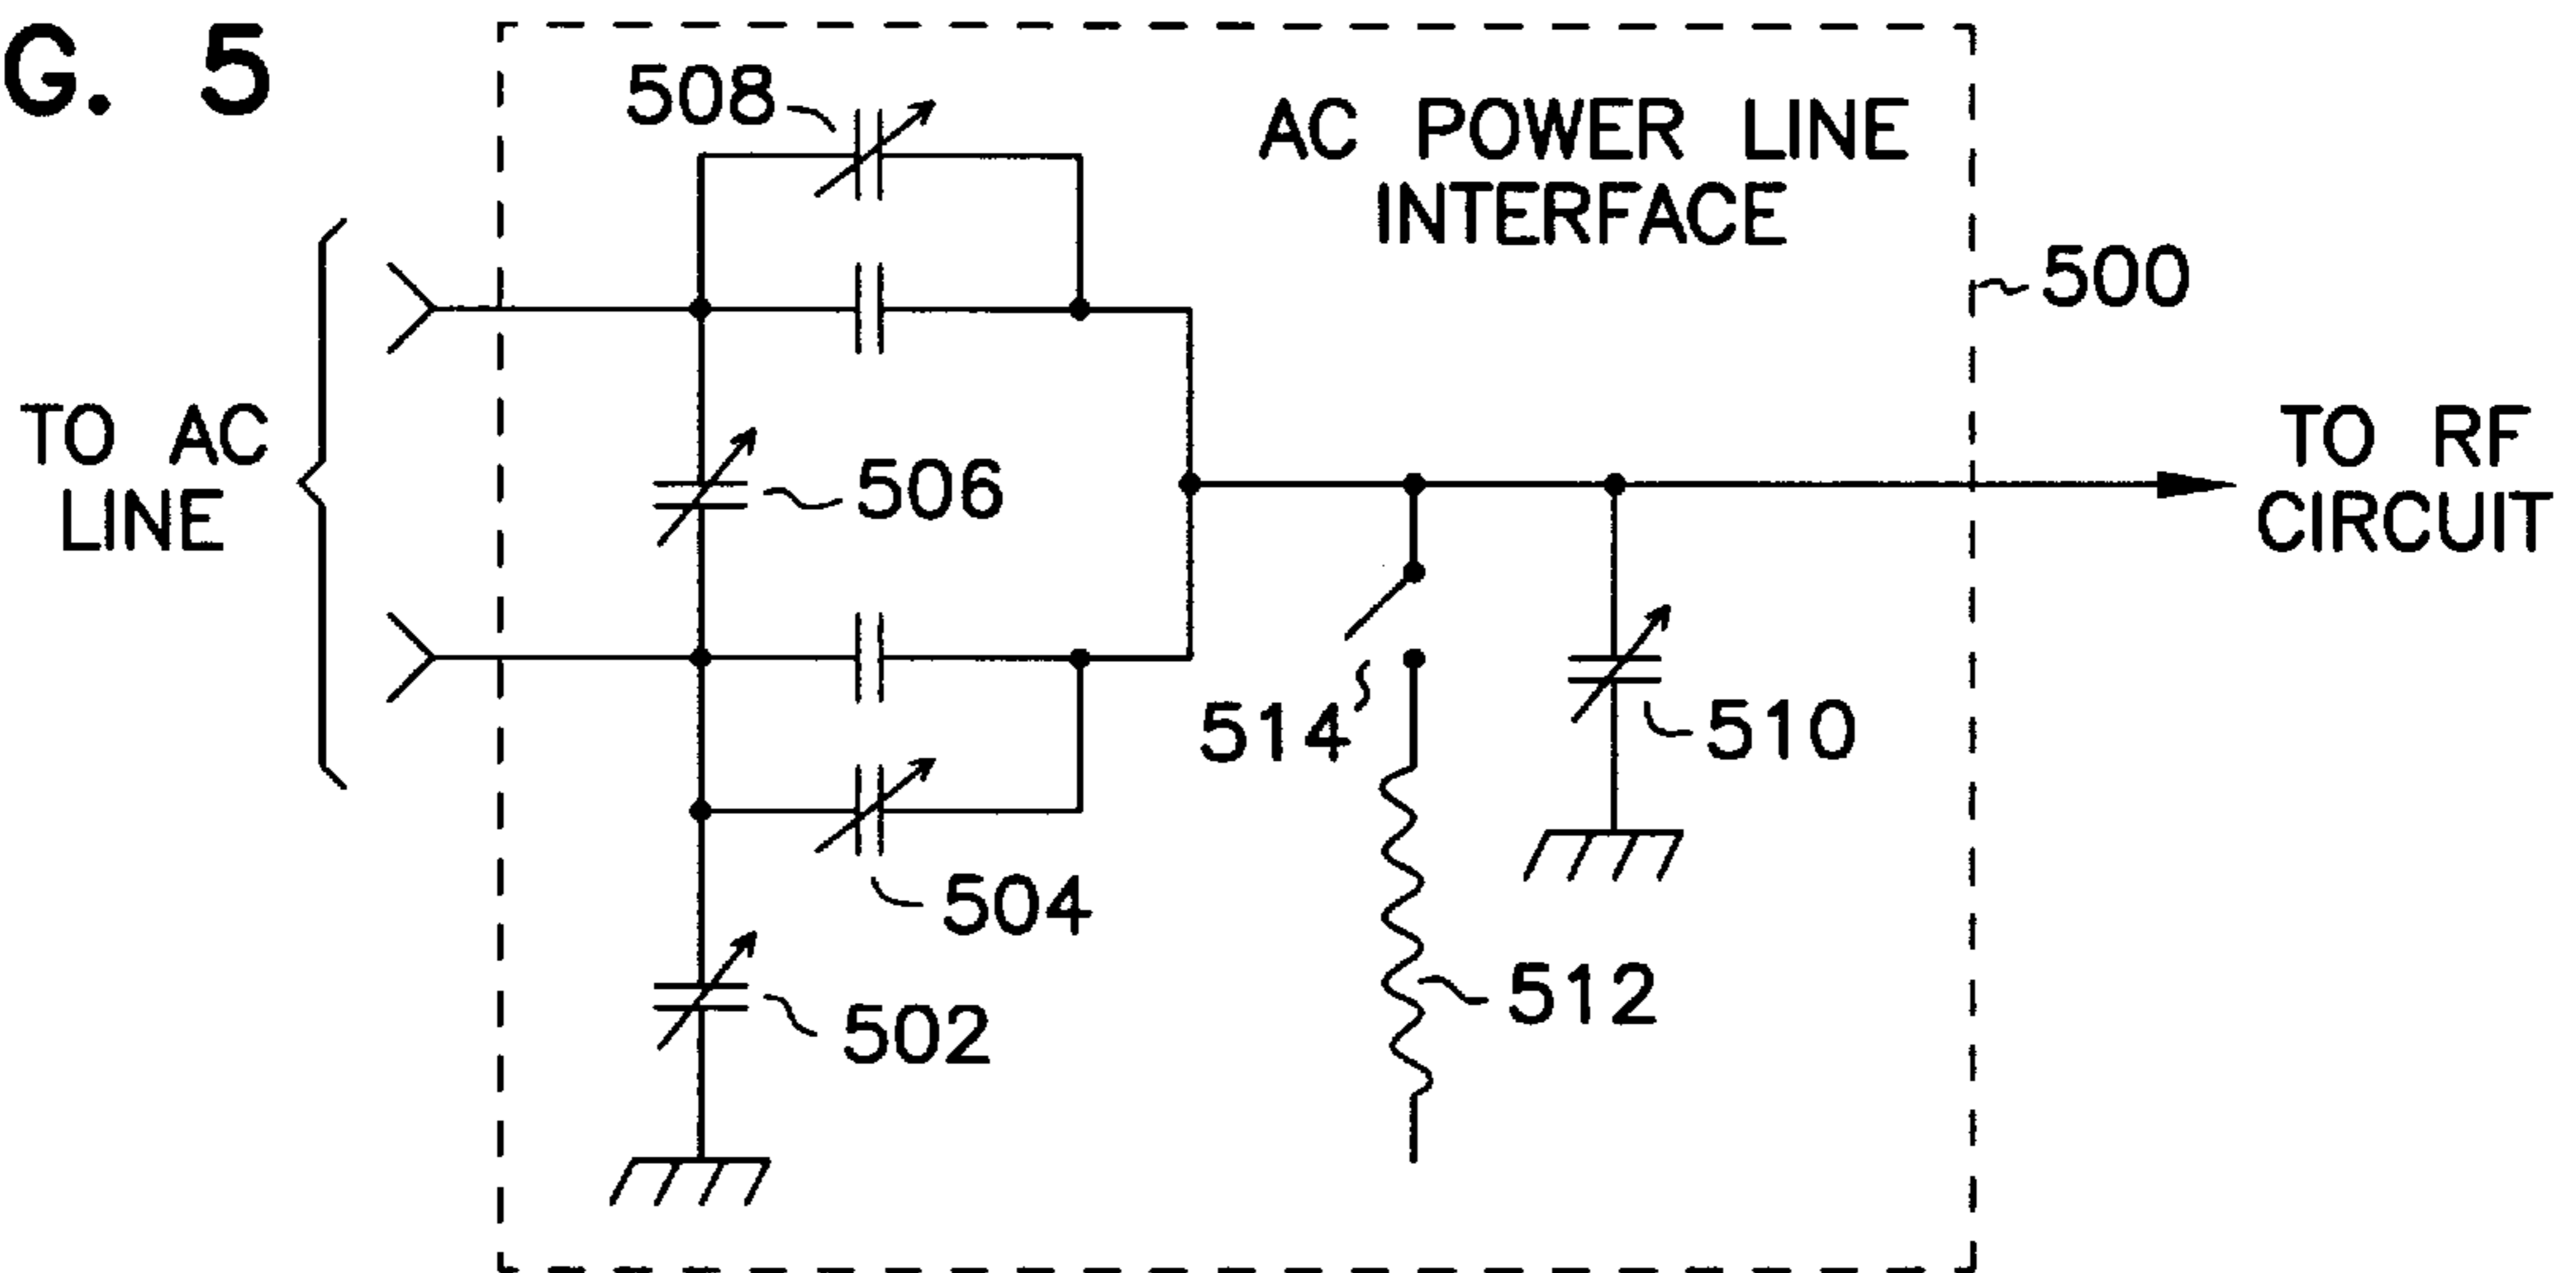 G. 5
508
AC POWER LINE
INTERFACE
500
TO AC
LINE
506
TO RF
CIRCUIT
514
510
504
512
502